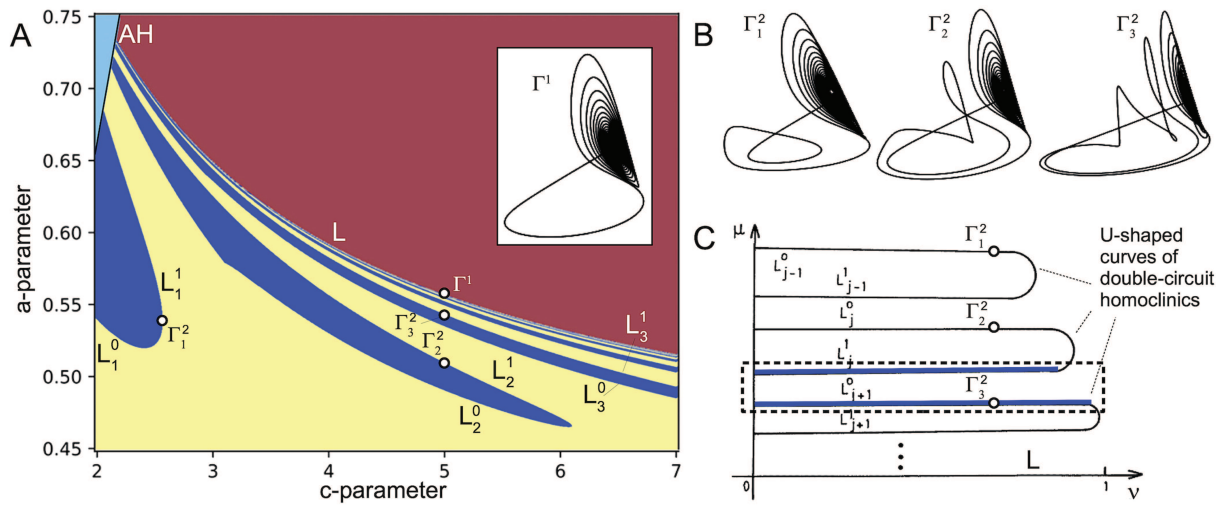 A
a-parameter
0.75
0.70
0.65
0.60
0.55
0.50
0.45
2
3
4
5
6
7
c-parameter
AH
L
Γ¹
Γ¹
Γ₃²
Γ₂²
Γ₁²
L₁¹
L₁⁰
L₂¹
L₂⁰
L₃¹
L₃⁰
B
Γ₁²
Γ₂²
Γ₃²
C
μ
Γ₁²
L⁰ⱼ₋₁
L¹ⱼ₋₁
Γ₂²
L⁰ⱼ
L¹ⱼ
L⁰ⱼ₊₁
Γ₃²
L¹ⱼ₊₁
U-shaped
curves of
double-circuit
homoclinics
L
0
1
ν